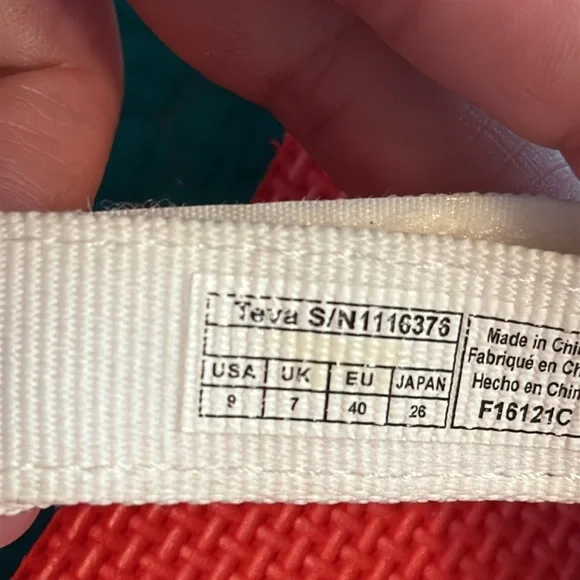 Teva S/N1116376
USA UK EU JAPAN
9 7 40 26
Made in Chi
Fabriqué en Ch
Hecho en Chin
F16121C